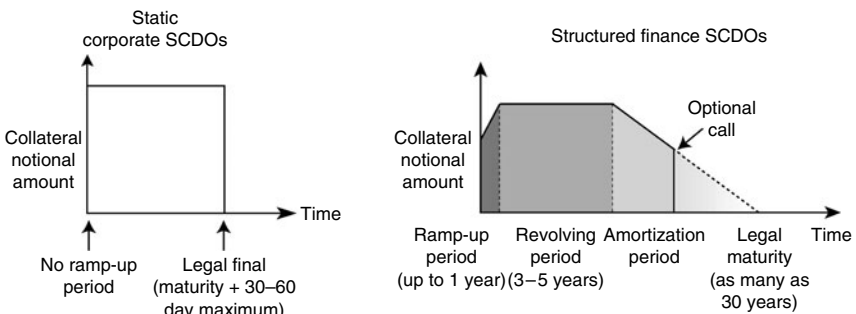 Static
corporate SCDOs
Collateral
notional
amount
Time
No ramp-up
period
Legal final
(maturity + 30–60
day maximum)
Structured finance SCDOs
Optional
call
Collateral
notional
amount
Ramp-up
period
(up to 1 year)
Revolving
period
(3–5 years)
Amortization
period
Legal
maturity
(as many as
30 years)
Time